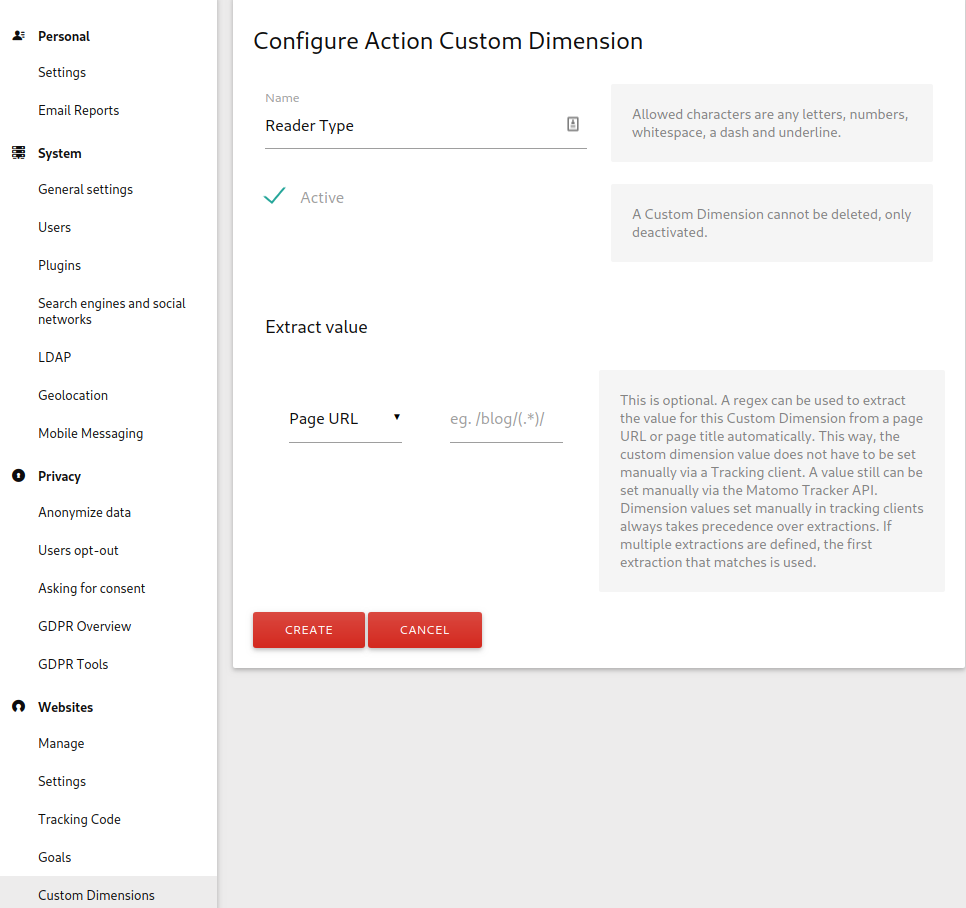 Personal
Settings
Email Reports
System
General settings
Users
Plugins
Search engines and social
networks
LDAP
Geolocation
Mobile Messaging
Privacy
Anonymize data
Users opt-out
Asking for consent
GDPR Overview
GDPR Tools
Websites
Manage
Settings
Tracking Code
Goals
Custom Dimensions
Configure Action Custom Dimension
Name
Reader Type
Allowed characters are any letters, numbers,
whitespace, a dash and underline.
Active
A Custom Dimension cannot be deleted, only
deactivated.
Extract value
Page URL
eg. /blog/(.*)/
This is optional. A regex can be used to extract
the value for this Custom Dimension from a page
URL or page title automatically. This way, the
custom dimension value does not have to be set
manually via a Tracking client. A value still can be
set manually via the Matomo Tracker API.
Dimension values set manually in tracking clients
always takes precedence over extractions. If
multiple extractions are defined, the first
extraction that matches is used.
CREATE
CANCEL